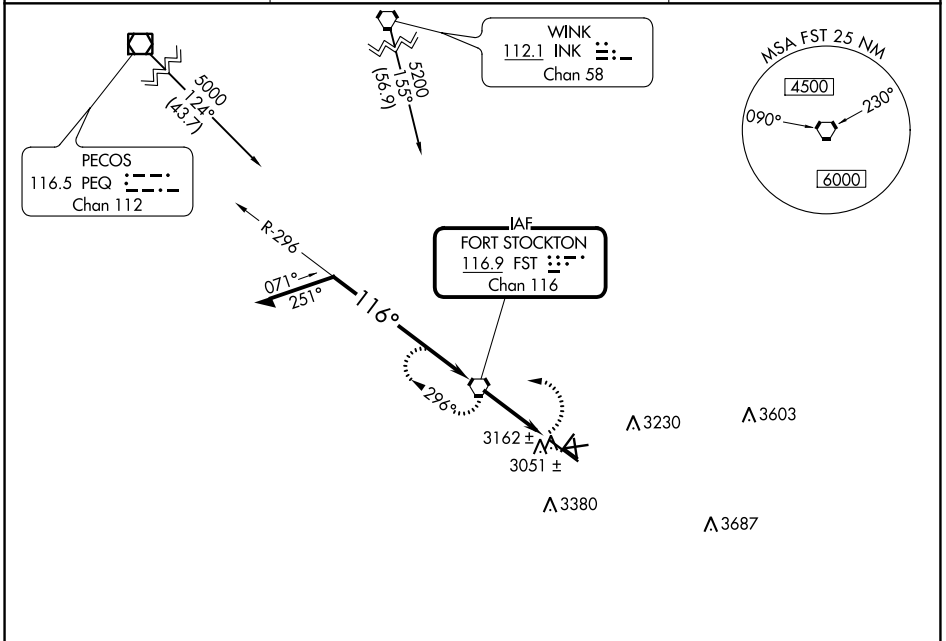 WINK
112.1 INK
Chan 58
5000
124°
(43.7)
5200
155°
(56.9)
MSA FST 25 NM
4500
090°
230°
6000
PECOS
116.5 PEQ
Chan 112
R-296
IAF
FORT STOCKTON
116.9 FST
Chan 116
071°
251°
116°
296°
3162 ±
3051 ±
3230
3603
3380
3687